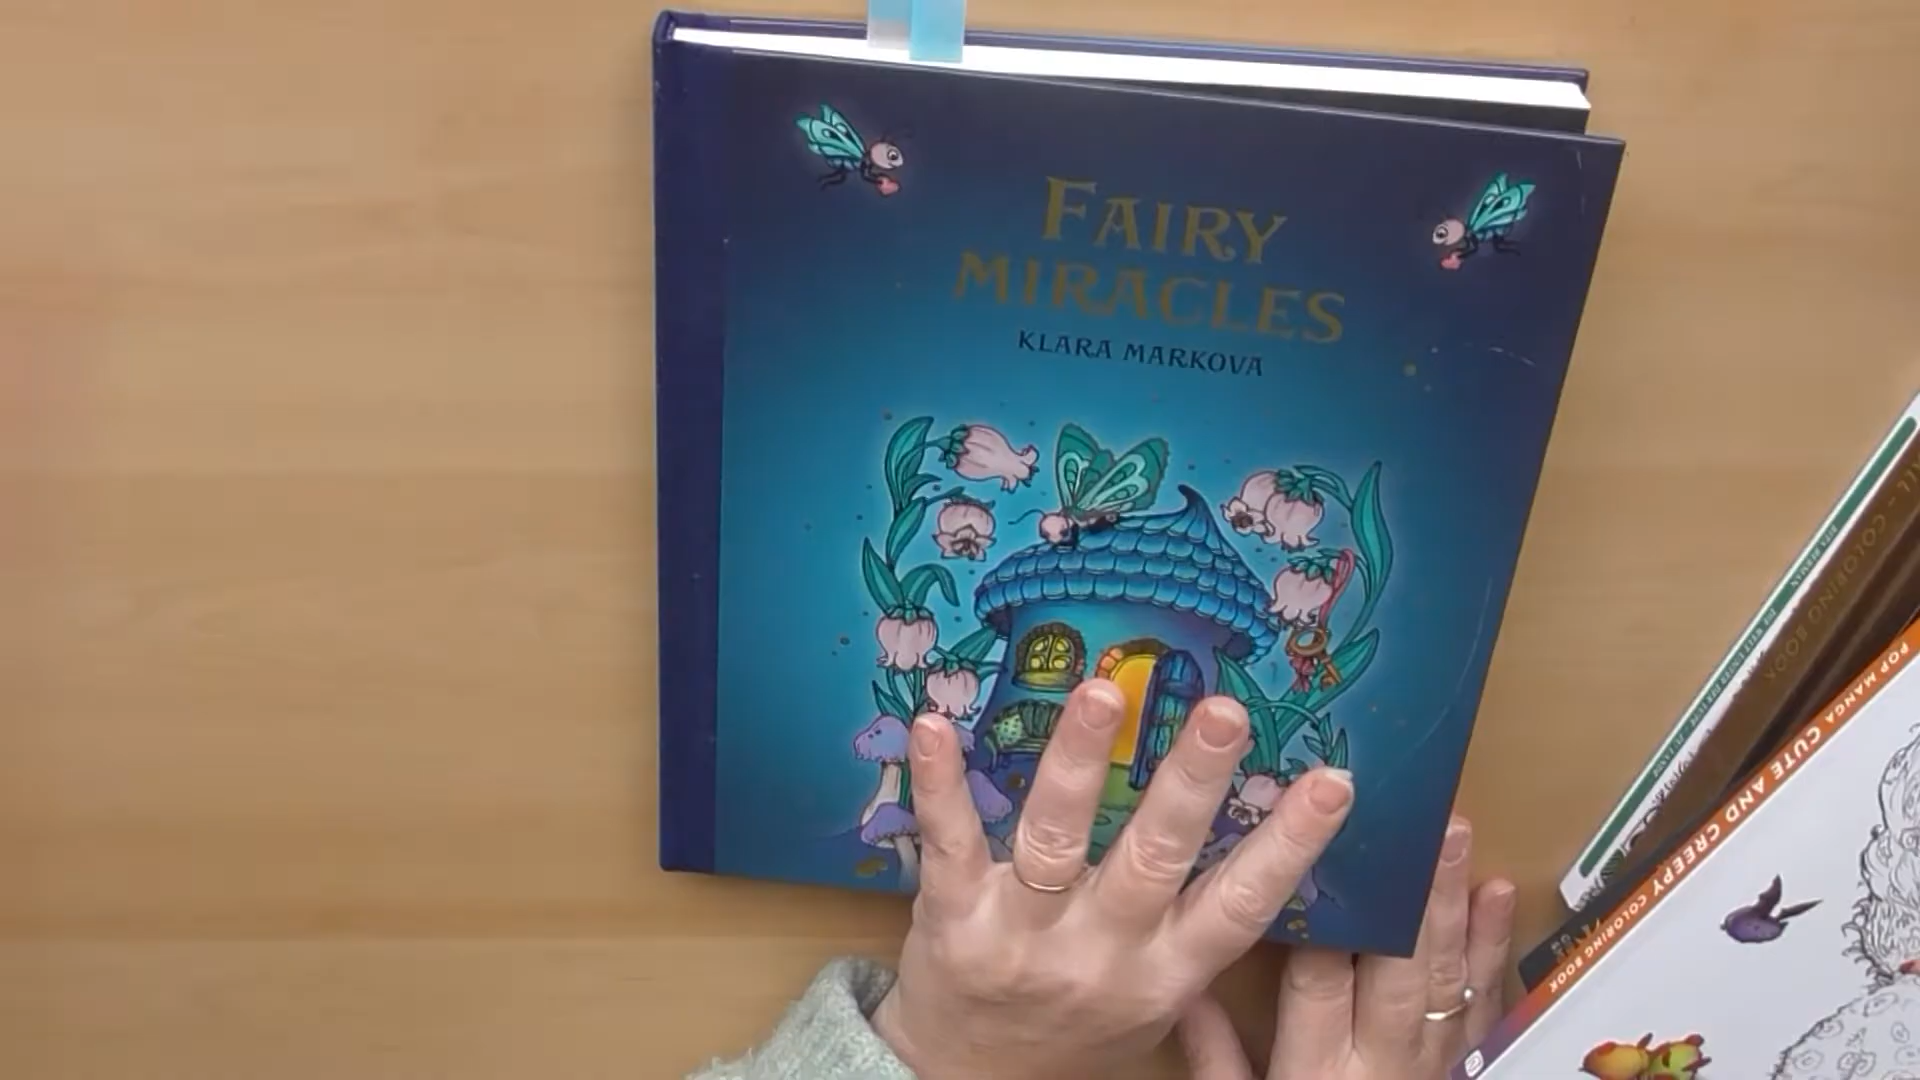 FAIRY
MIRACLES
KLARA MARKOVA
COLORING BOOK
POP MANGA CUTE AND CREEPY COLORING BOOK